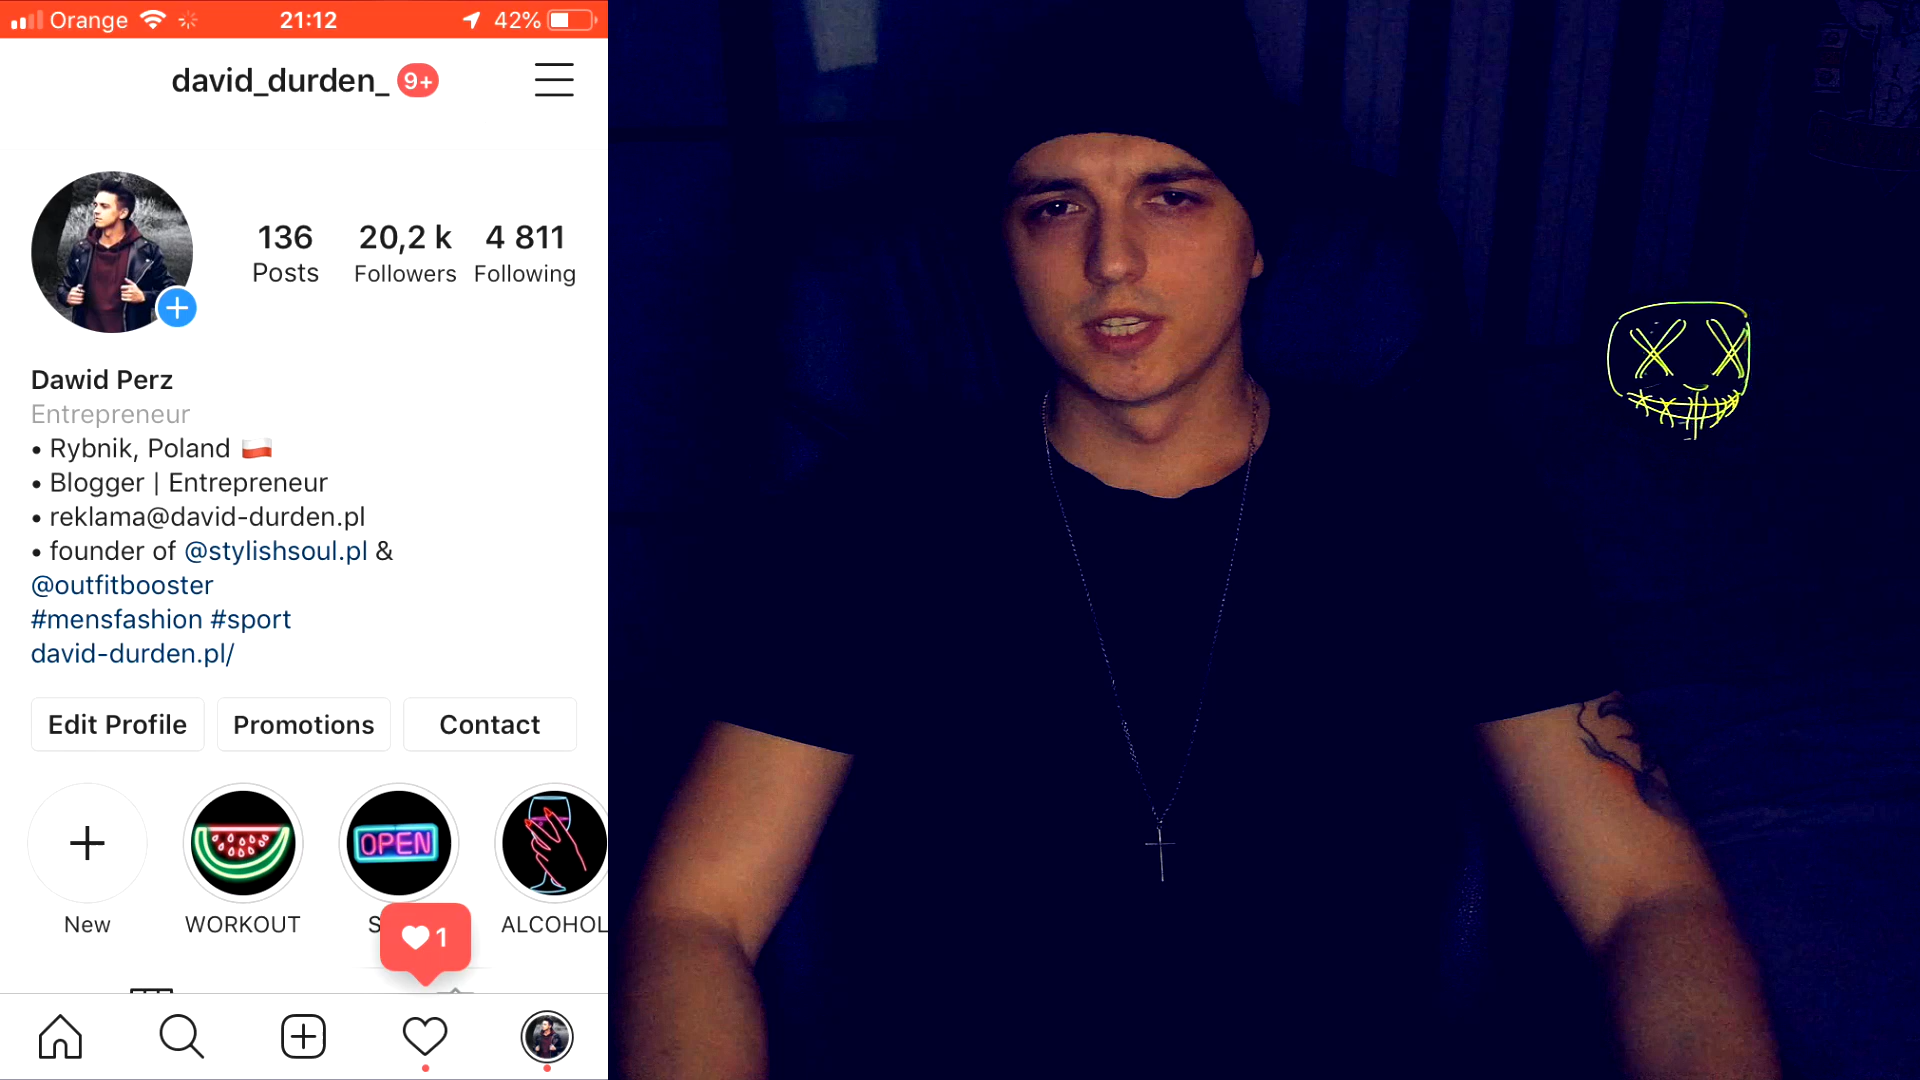 Orange 21:12 42%
david_durden_ 9+
136 20,2 k 4 811
Posts Followers Following
Dawid Perz
Entrepreneur
• Rybnik, Poland 🇵🇱
• Blogger | Entrepreneur
• reklama@david-durden.pl
• founder of @stylishsoul.pl &
@outfitbooster
#mensfashion #sport
david-durden.pl/
Edit Profile Promotions Contact
OPEN
New WORKOUT ALCOHOL
1